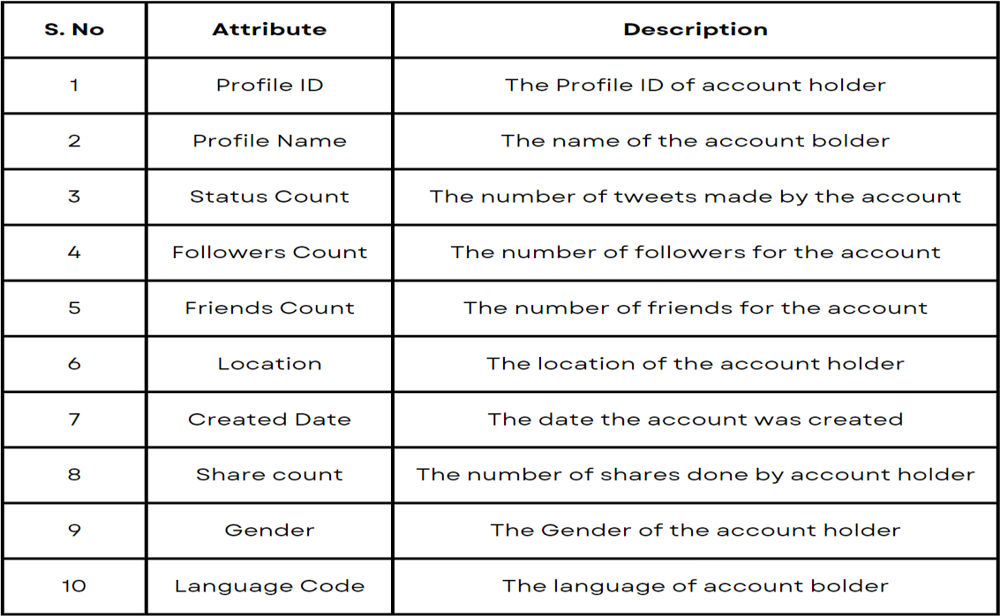 S. No Attribute Description
1 Profile ID The Profile ID of account holder
2 Profile Name The name of the account bolder
3 Status Count The number of tweets made by the account
4 Followers Count The number of followers for the account
5 Friends Count The number of friends for the account
6 Location The location of the account holder
7 Created Date The date the account was created
8 Share count The number of shares done by account holder
9 Gender The Gender of the account holder
10 Language Code The language of account bolder